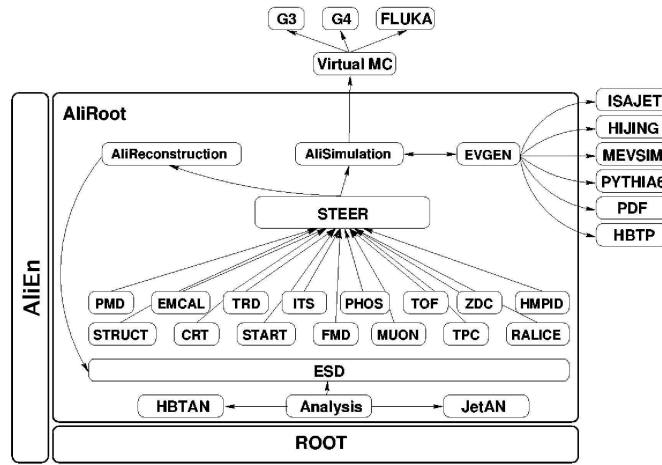 G3 G4 FLUKA
Virtual MC
AliEn
AliRoot
AliReconstruction AliSimulation EVGEN
ISAJET
HIJING
MEVSIM
PYTHIA6
PDF
HBTP
STEER
PMD EMCAL TRD ITS PHOS TOF ZDC HMPID
STRUCT CRT START FMD MUON TPC RALICE
ESD
HBTAN Analysis JetAN
ROOT